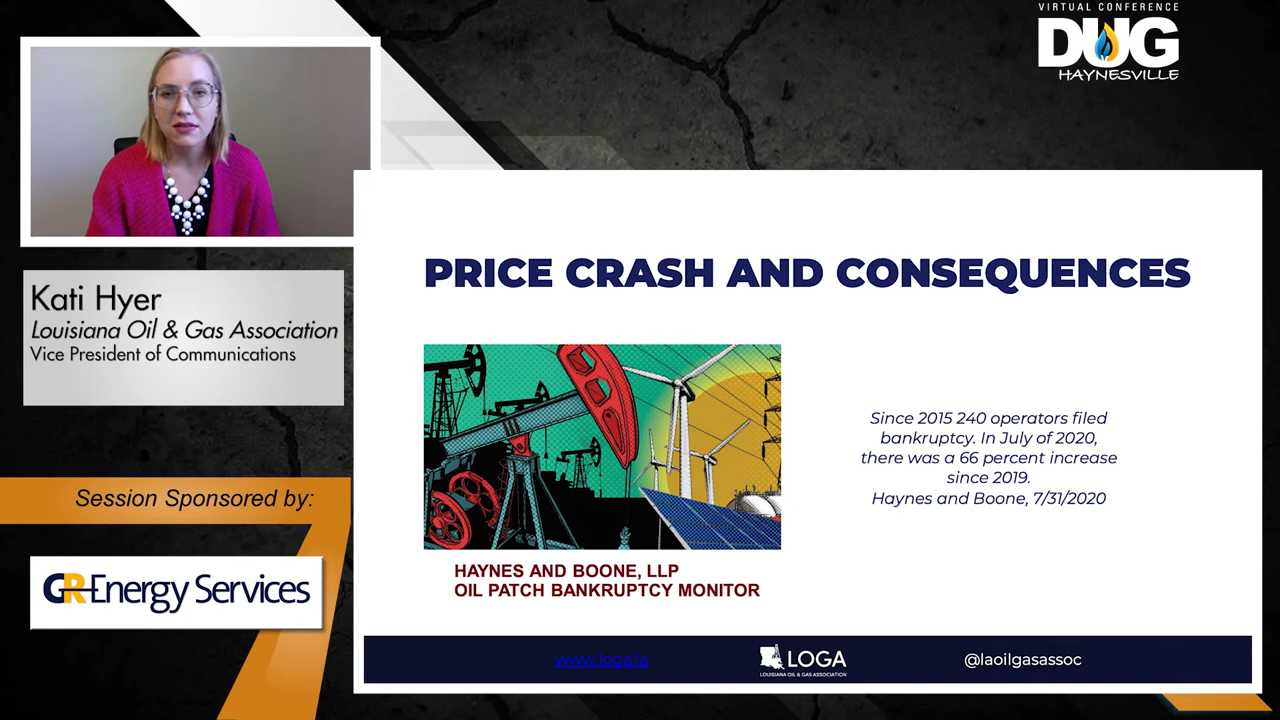 VIRTUAL CONFERENCE
DUG
HAYNESVILLE
Kati Hyer
Louisiana Oil & Gas Association
Vice President of Communications
Session Sponsored by:
GR Energy Services
PRICE CRASH AND CONSEQUENCES
Since 2015 240 operators filed
bankruptcy. In July of 2020,
there was a 66 percent increase
since 2019.
Haynes and Boone, 7/31/2020
HAYNES AND BOONE, LLP
OIL PATCH BANKRUPTCY MONITOR
www.loga.la
LOGA
LOUISIANA OIL & GAS ASSOCIATION
@laoilgasassoc